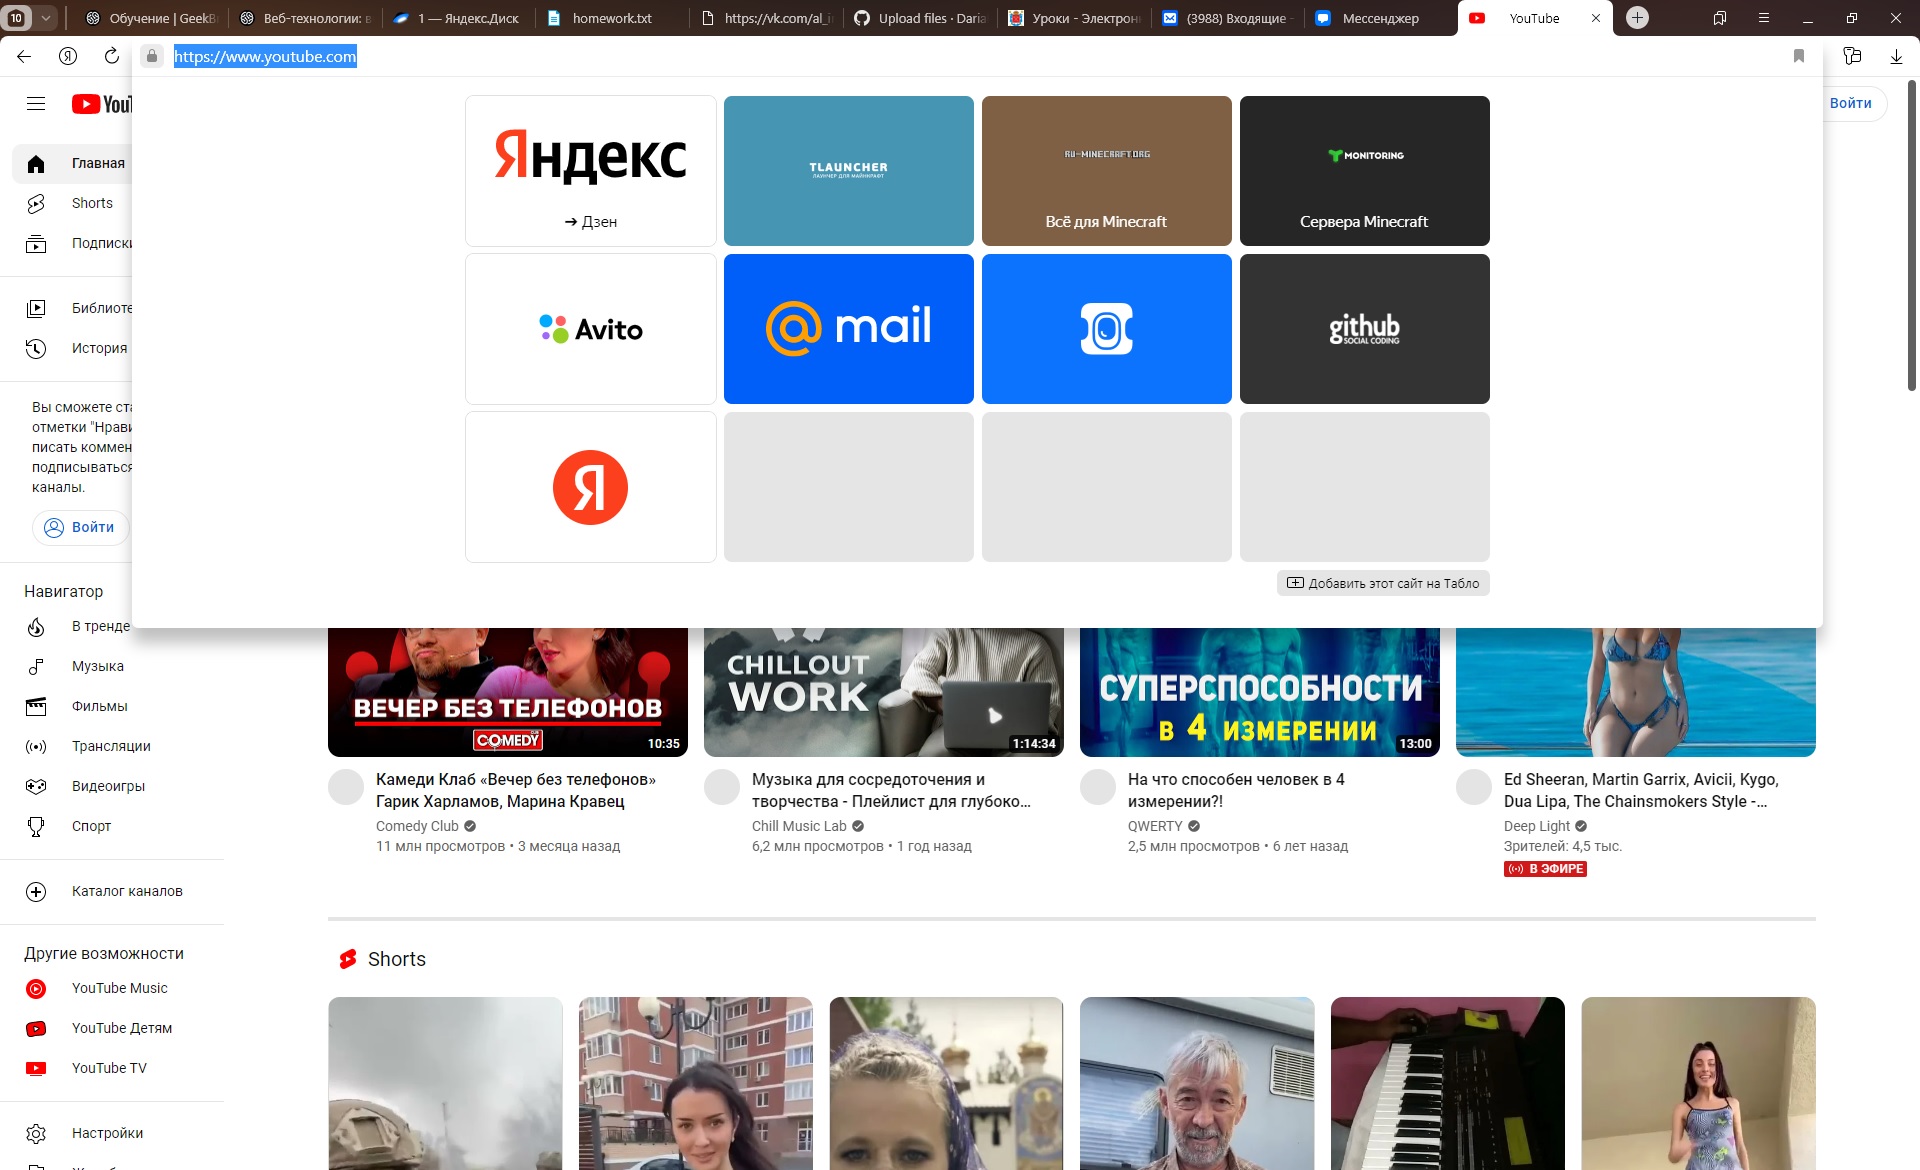 10
Обучение | GeekB
Веб-технологии: в
1 — Яндекс.Диск
homework.txt
https://vk.com/al_i
Upload files · Daria
Уроки - Электрон
(3988) Входящие -
Мессенджер
YouTube
https://www.youtube.com
Войти
Главная
Shorts
Подписки
Библиоте
История
Вы сможете ста
отметки "Нрави
писать коммен
подписываться
каналы.
Войти
Навигатор
В тренде
Музыка
Фильмы
Трансляции
Видеоигры
Спорт
Каталог каналов
Другие возможности
YouTube Music
YouTube Детям
YouTube TV
Настройки
Яндекс
➔ Дзен
TLAUNCHER
ЛАУНЧЕР ДЛЯ МАЙНКРАФТ
RU-MINECRAFT.ORG
Всё для Minecraft
MONITORING
Сервера Minecraft
Avito
@mail
github
SOCIAL CODING
Я
Добавить этот сайт на Табло
ВЕЧЕР БЕЗ ТЕЛЕФОНОВ
COMEDY
10:35
CHILLOUT
WORK
1:14:34
СУПЕРСПОСОБНОСТИ
В 4 ИЗМЕРЕНИИ
13:00
Камеди Клаб «Вечер без телефонов»
Гарик Харламов, Марина Кравец
Comedy Club
11 млн просмотров • 3 месяца назад
Музыка для сосредоточения и
творчества - Плейлист для глубоко...
Chill Music Lab
6,2 млн просмотров • 1 год назад
На что способен человек в 4
измерении?!
QWERTY
2,5 млн просмотров • 6 лет назад
Ed Sheeran, Martin Garrix, Avicii, Kygo,
Dua Lipa, The Chainsmokers Style -...
Deep Light
Зрителей: 4,5 тыс.
В ЭФИРЕ
Shorts